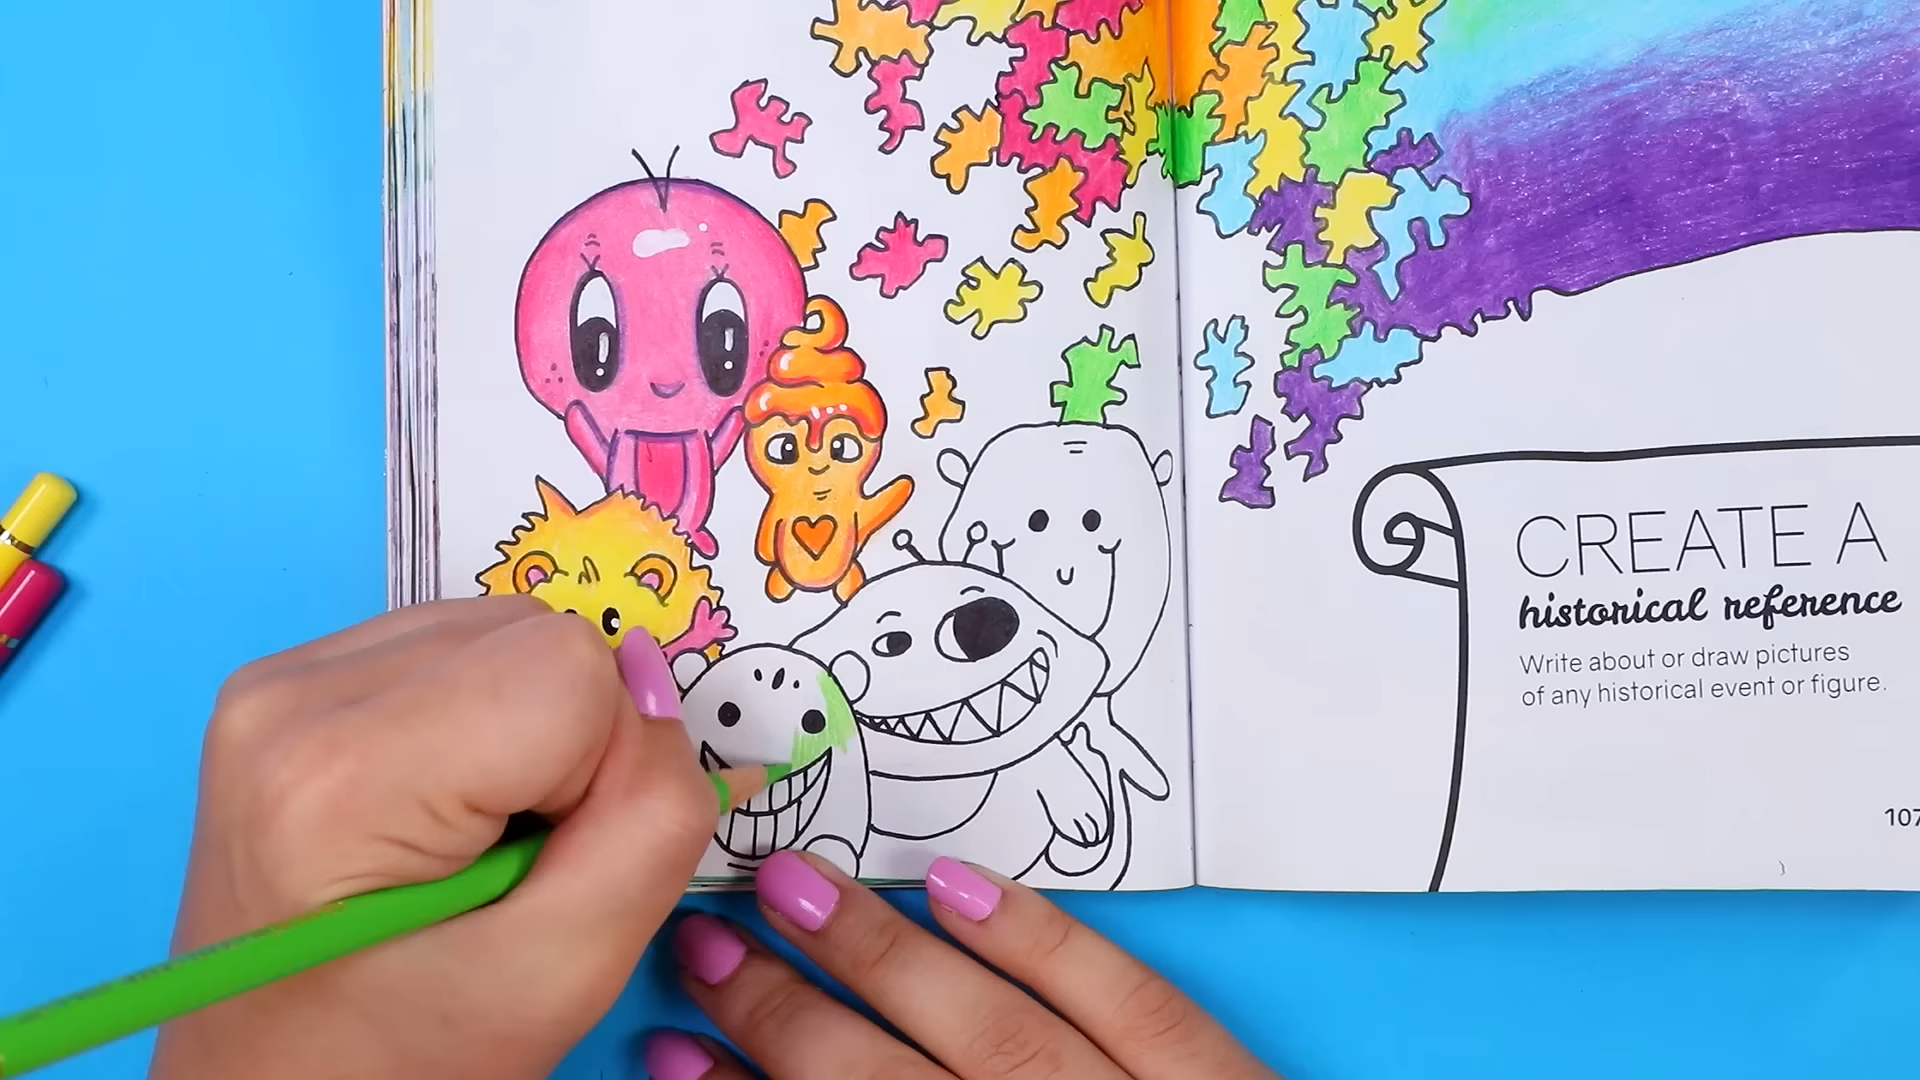 CREATE A
historical reference
Write about or draw pictures
of any historical event or figure.
107